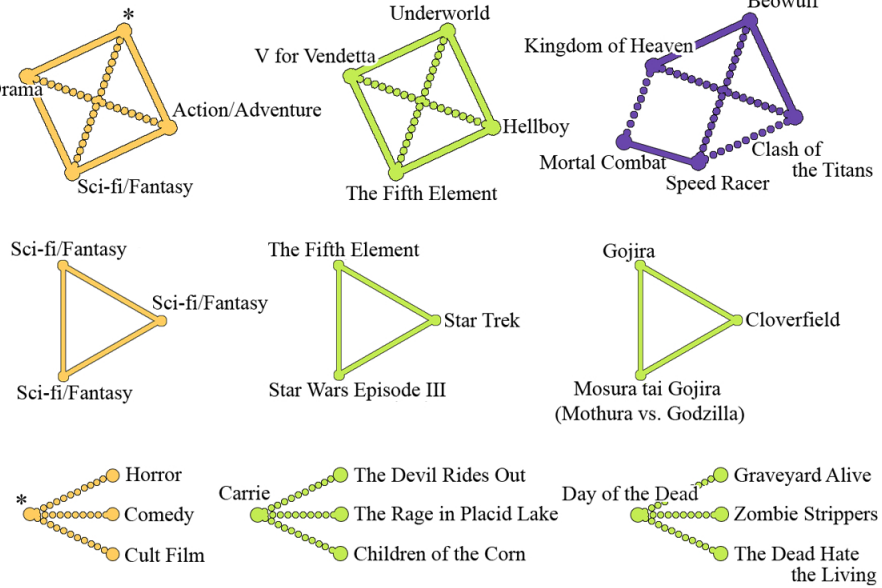 *
Drama
Action/Adventure
Sci-fi/Fantasy
Underworld
V for Vendetta
Hellboy
The Fifth Element
Beowulf
Kingdom of Heaven
Mortal Combat
Clash of
the Titans
Speed Racer
Sci-fi/Fantasy
Sci-fi/Fantasy
Sci-fi/Fantasy
The Fifth Element
Star Trek
Star Wars Episode III
Gojira
Cloverfield
Mosura tai Gojira
(Mothura vs. Godzilla)
*
Horror
Comedy
Cult Film
Carrie
The Devil Rides Out
The Rage in Placid Lake
Children of the Corn
Day of the Dead
Graveyard Alive
Zombie Strippers
The Dead Hate
the Living